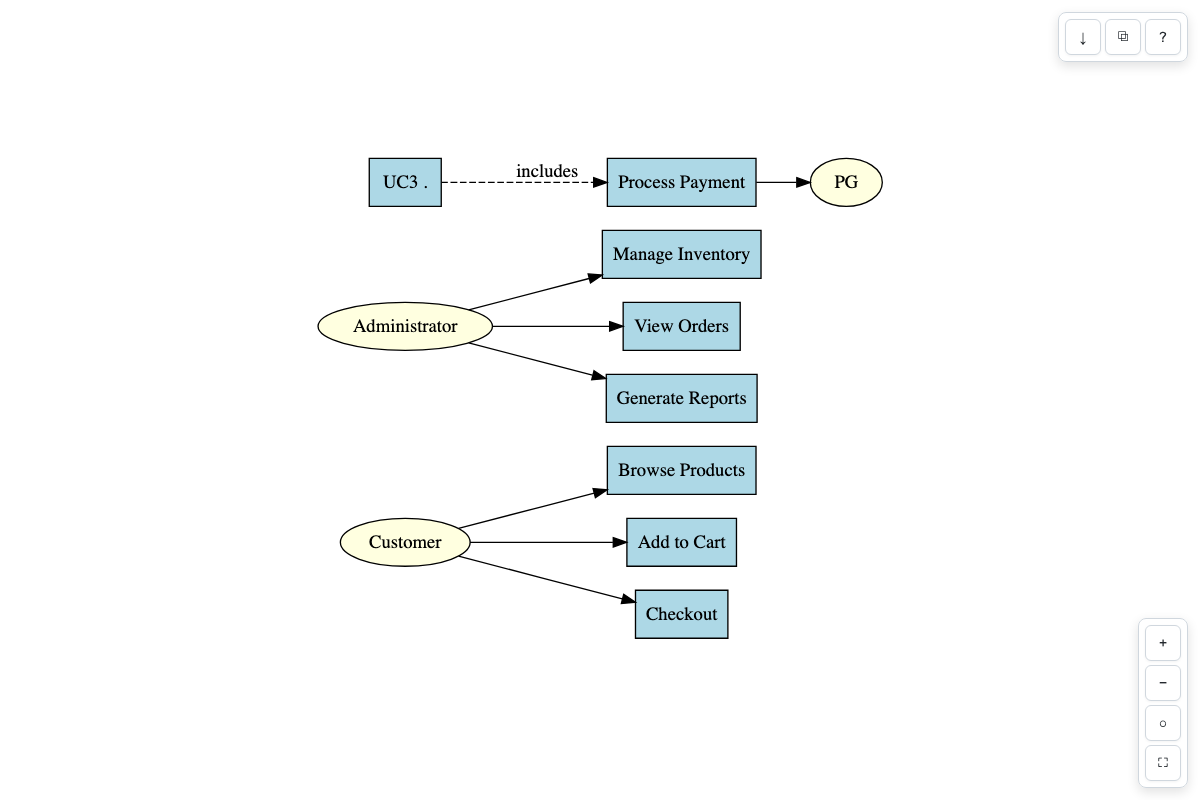 ↓ ⧉ ?
includes
UC3 .
Process Payment
PG
Manage Inventory
Administrator
View Orders
Generate Reports
Browse Products
Customer
Add to Cart
Checkout
+
−
○
⛶